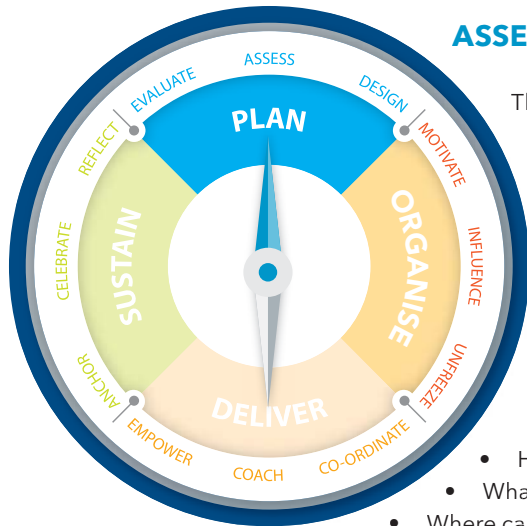 ASSE
Th
EVALUATE
ASSESS
DESIGN
PLAN
MOTIVATE
INFLUENCE
UNFREEZE
ORGANISE
CO-ORDINATE
COACH
EMPOWER
DELIVER
ANCHOR
CELEBRATE
REFLECT
SUSTAIN
• H
• Wha
• Where ca